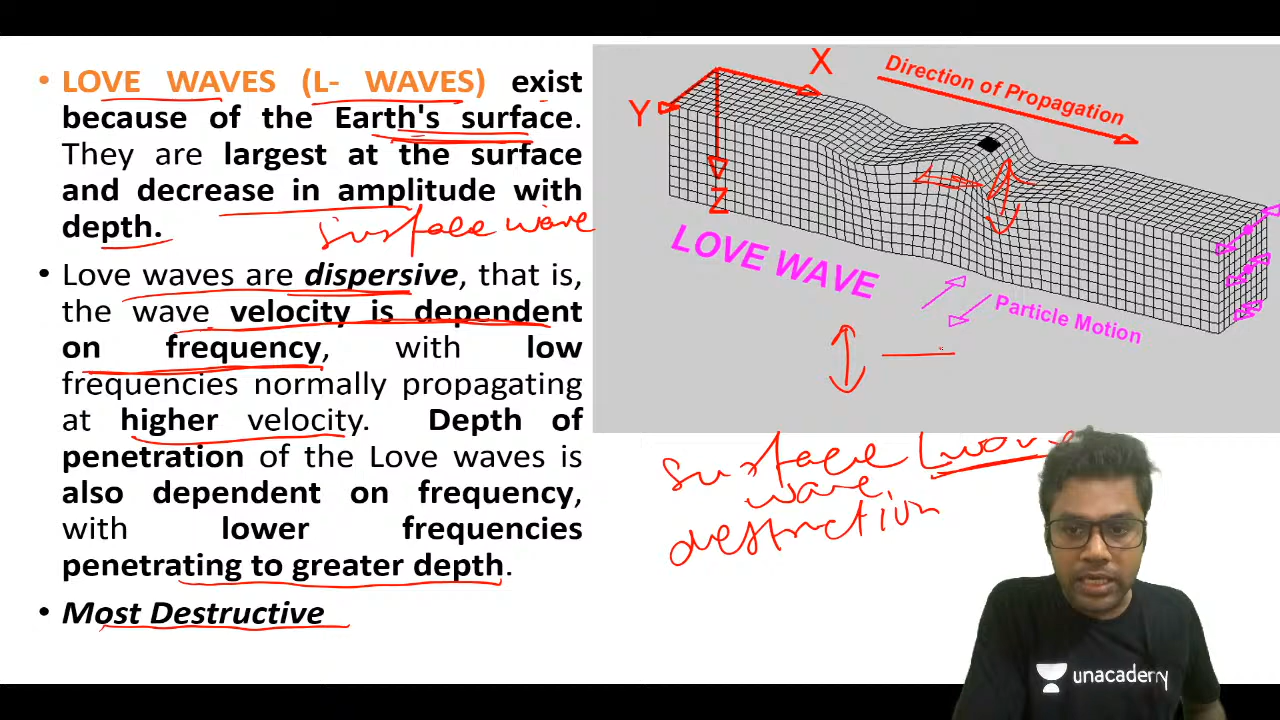 • LOVE WAVES (L- WAVES) exist
because of the Earth's surface.
They are largest at the surface
and decrease in amplitude with
depth.
surface wave
• Love waves are dispersive, that is,
the wave velocity is dependent
on frequency, with low
frequencies normally propagating
at higher velocity. Depth of
penetration of the Love waves is
also dependent on frequency,
with lower frequencies
penetrating to greater depth.
• Most Destructive
X
Y
Z
Direction of Propagation
LOVE WAVE
Particle Motion
surface L wave
wave
destruction
unacademy